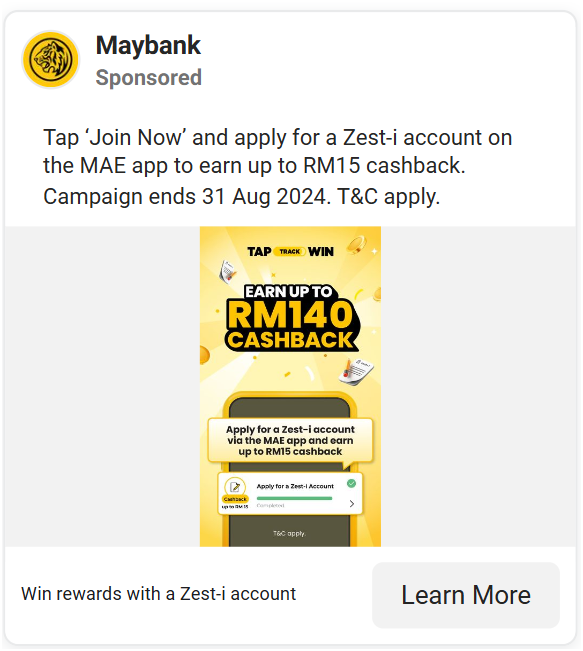 Maybank
Sponsored
Tap ‘Join Now’ and apply for a Zest-i account on
the MAE app to earn up to RM15 cashback.
Campaign ends 31 Aug 2024. T&C apply.
TAP TRACK WIN
EARN UP TO
RM140
CASHBACK
Apply for a Zest-i account
via the MAE app and earn
up to RM15 cashback
Apply for a Zest-i Account
Cashback
up to RM 15
Completed
T&C apply
Win rewards with a Zest-i account
Learn More